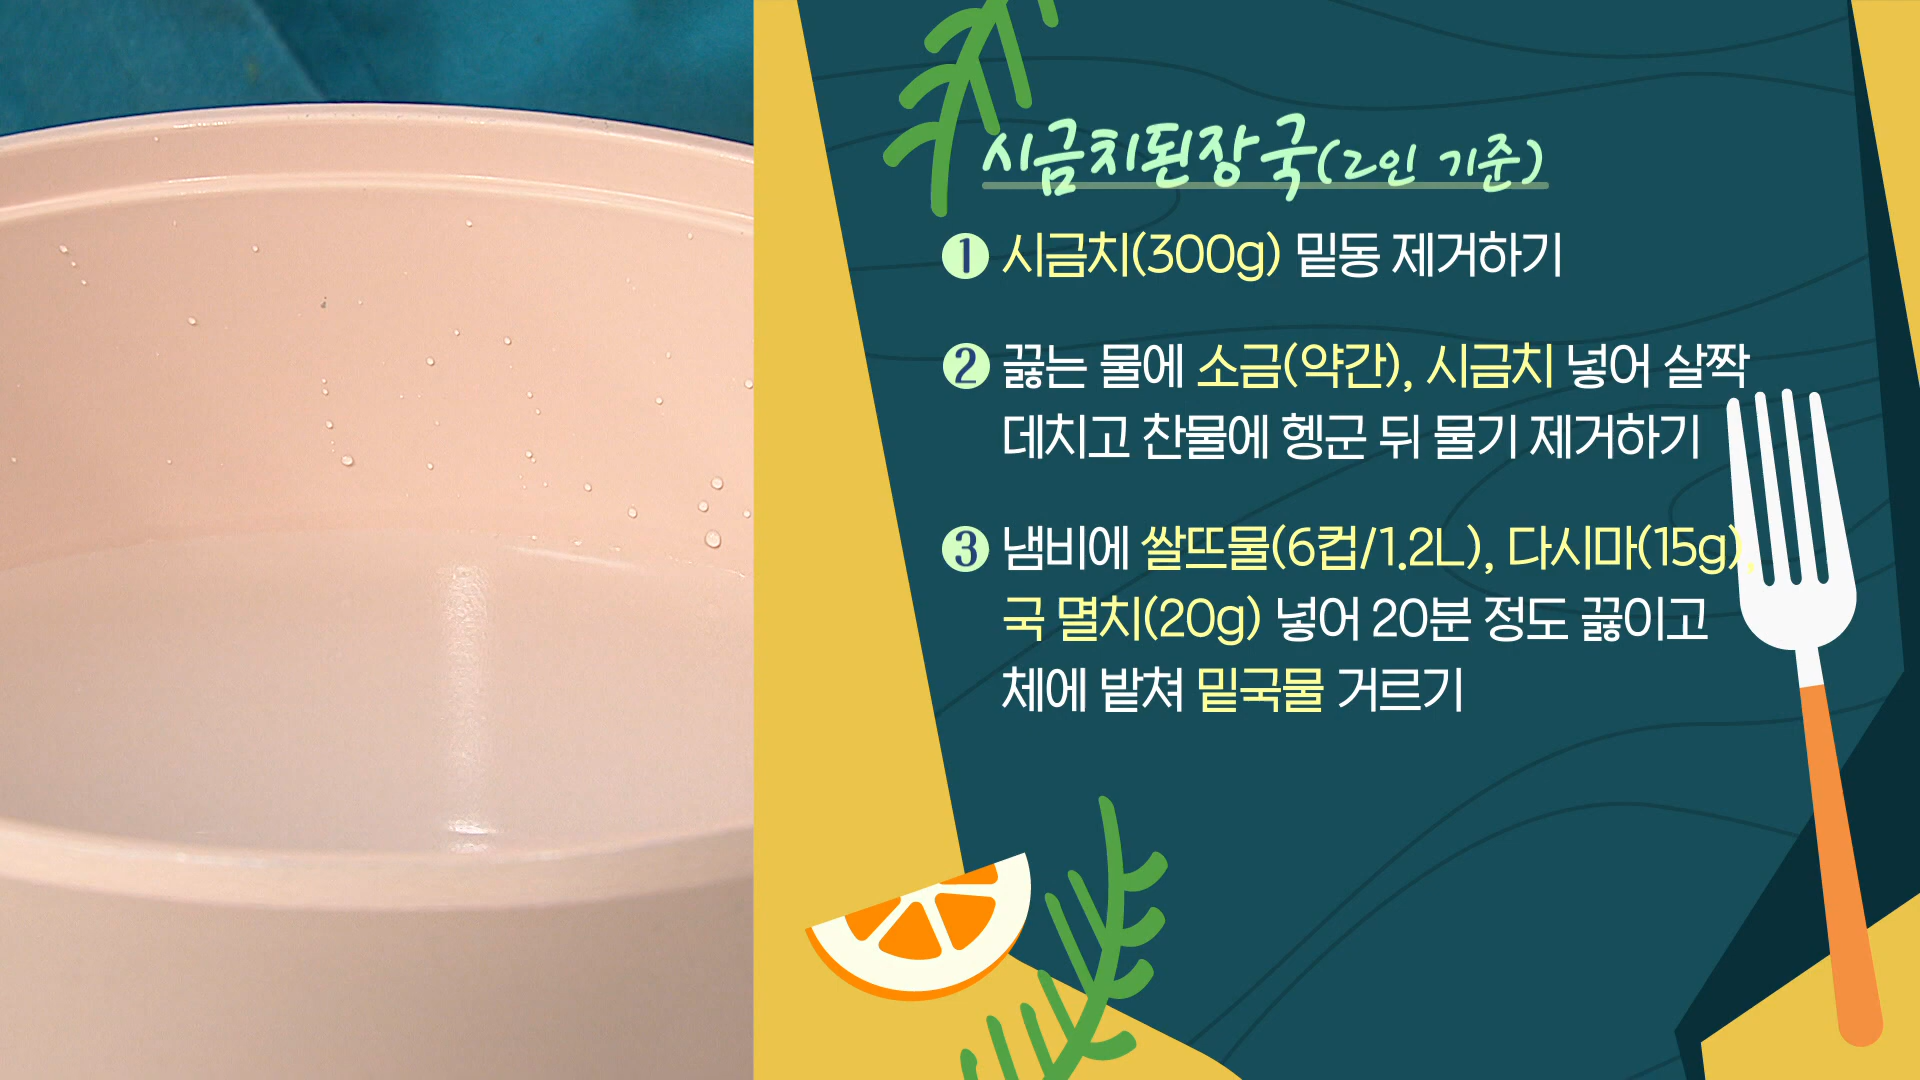 시금치된장국(2인 기준)
❶ 시금치(300g) 밑동 제거하기
❷ 끓는 물에 소금(약간), 시금치 넣어 살짝
데치고 찬물에 헹군 뒤 물기 제거하기
❸ 냄비에 쌀뜨물(6컵/1.2L), 다시마(15g),
국 멸치(20g) 넣어 20분 정도 끓이고
체에 밭쳐 밑국물 거르기